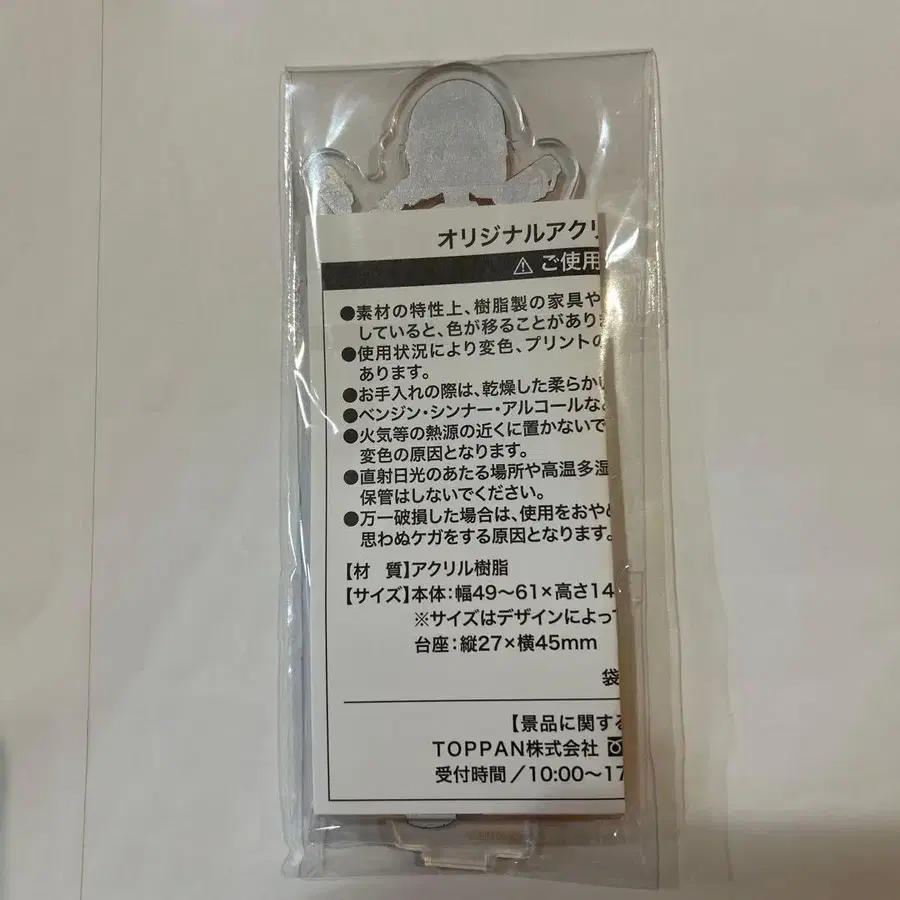 オリジナルアクリ
⚠ ご使用
●素材の特性上、樹脂製の家具や
していると、色が移ることがあり
●使用状況により変色、プリントの
あります。
●お手入れの際は、乾燥した柔らか
●ベンジン・シンナー・アルコールな
●火気等の熱源の近くに置かないで
変色の原因となります。
●直射日光のあたる場所や高温多湿
保管はしないでください。
●万一破損した場合は、使用をおやめ
思わぬケガをする原因となります。
【材　質】アクリル樹脂
【サイズ】本体：幅49〜61×高さ14
※サイズはデザインによって
台座：縦27×横45mm
袋
【景品に関する
TOPPAN株式会社
受付時間／10:00〜17